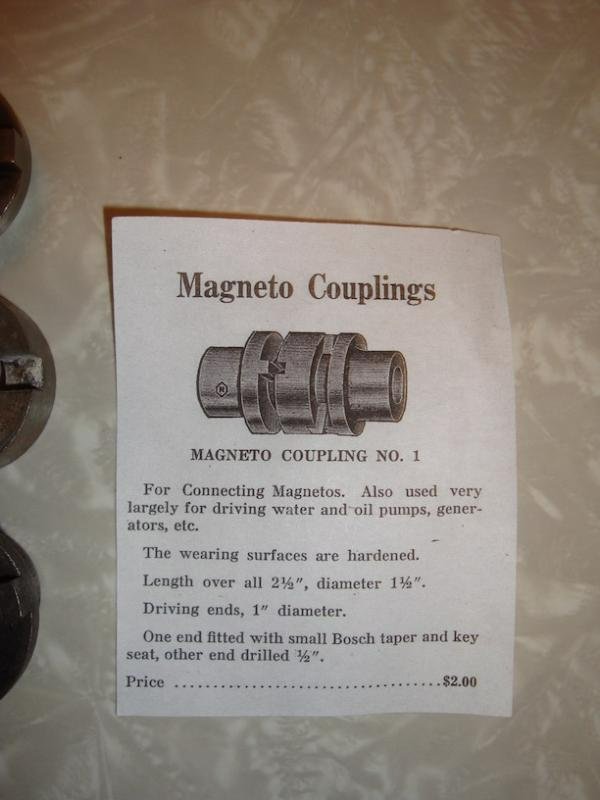 Magneto Couplings
R
MAGNETO COUPLING NO. 1
For Connecting Magnetos. Also used very
largely for driving water and oil pumps, gener-
ators, etc.
The wearing surfaces are hardened.
Length over all 2½″, diameter 1½″.
Driving ends, 1″ diameter.
One end fitted with small Bosch taper and key
seat, other end drilled ½″.
Price ....................................$2.00